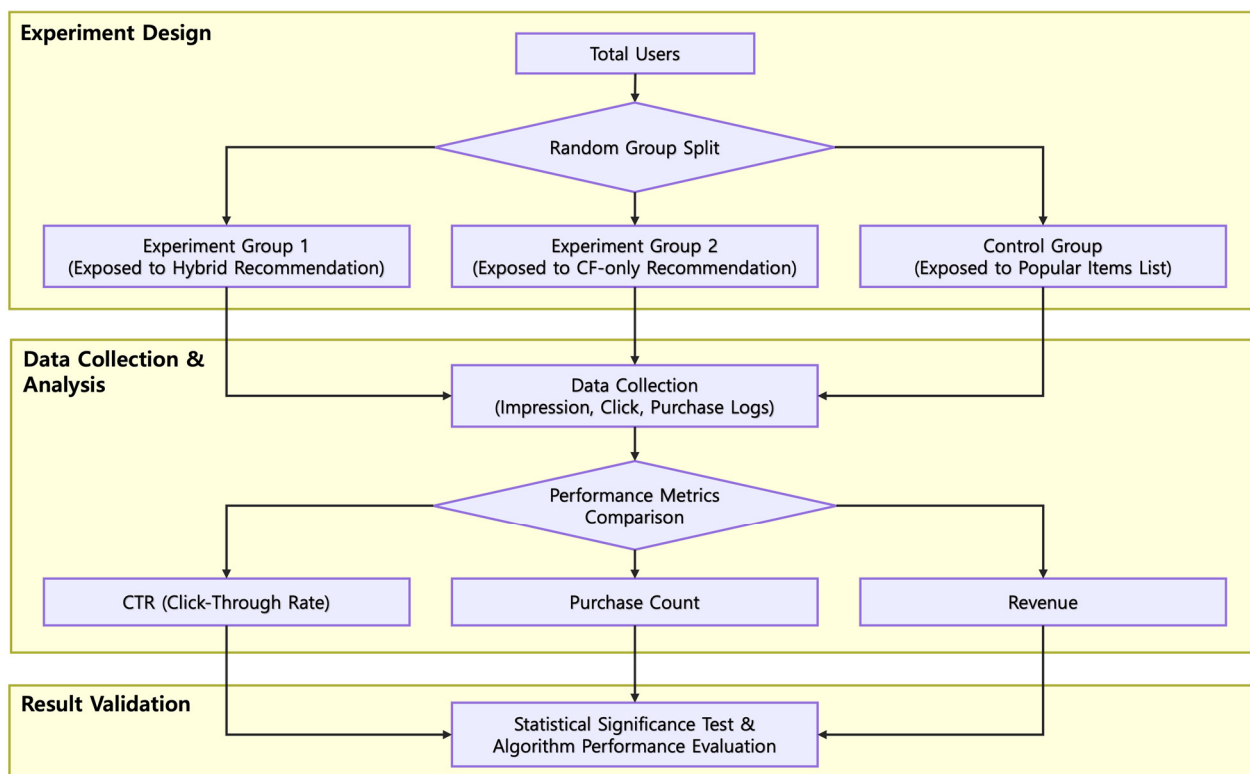 Experiment Design
Total Users
Random Group Split
Experiment Group 1
(Exposed to Hybrid Recommendation)
Experiment Group 2
(Exposed to CF-only Recommendation)
Control Group
(Exposed to Popular Items List)
Data Collection &
Analysis
Data Collection
(Impression, Click, Purchase Logs)
Performance Metrics
Comparison
CTR (Click-Through Rate)
Purchase Count
Revenue
Result Validation
Statistical Significance Test &
Algorithm Performance Evaluation